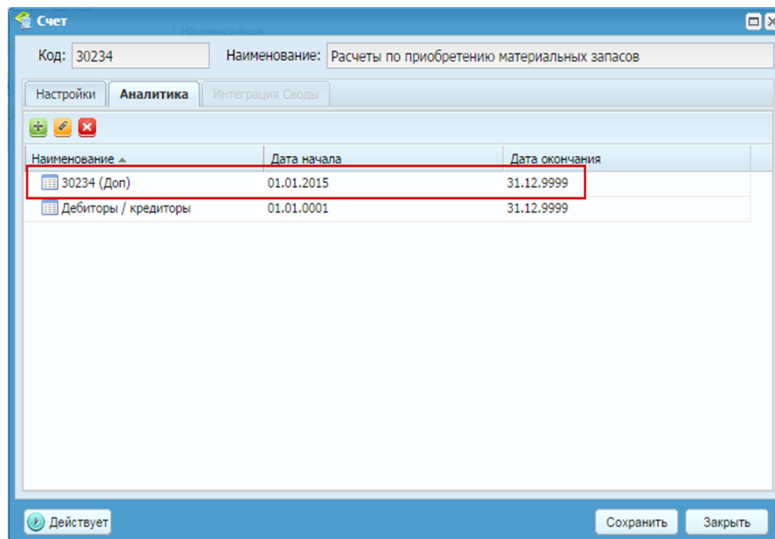 Счет
Код: 30234 Наименование: Расчеты по приобретению материальных запасов
Настройки Аналитика Интеграция Своды
Наименование Дата начала Дата окончания
30234 (Доп) 01.01.2015 31.12.9999
Дебиторы / кредиторы 01.01.0001 31.12.9999
Действует Сохранить Закрыть